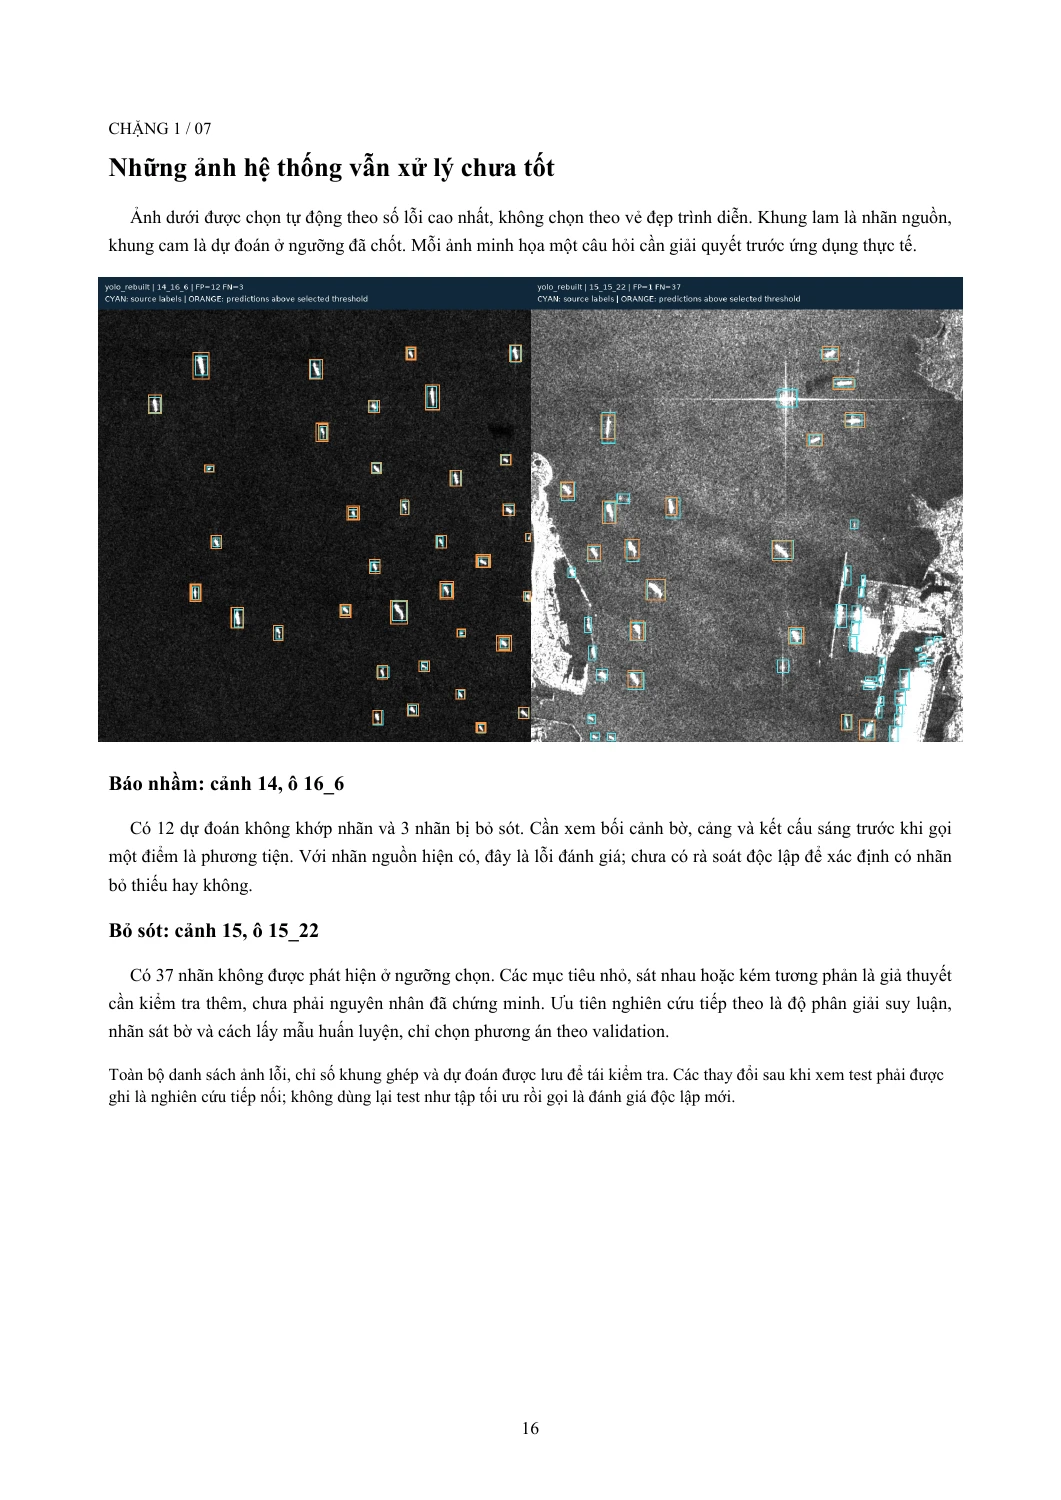 CHẶNG 1 / 07
Những ảnh hệ thống vẫn xử lý chưa tốt
Ảnh dưới được chọn tự động theo số lỗi cao nhất, không chọn theo vẻ đẹp trình diễn. Khung lam là nhãn nguồn,
khung cam là dự đoán ở ngưỡng đã chốt. Mỗi ảnh minh họa một câu hỏi cần giải quyết trước ứng dụng thực tế.
yolo_rebuilt | 14_16_6 | FP=12 FN=3
CYAN: source labels | ORANGE: predictions above selected threshold
yolo_rebuilt | 15_15_22 | FP=1 FN=37
CYAN: source labels | ORANGE: predictions above selected threshold
Báo nhầm: cảnh 14, ô 16_6
Có 12 dự đoán không khớp nhãn và 3 nhãn bị bỏ sót. Cần xem bối cảnh bờ, cảng và kết cấu sáng trước khi gọi
một điểm là phương tiện. Với nhãn nguồn hiện có, đây là lỗi đánh giá; chưa có rà soát độc lập để xác định có nhãn
bỏ thiếu hay không.
Bỏ sót: cảnh 15, ô 15_22
Có 37 nhãn không được phát hiện ở ngưỡng chọn. Các mục tiêu nhỏ, sát nhau hoặc kém tương phản là giả thuyết
cần kiểm tra thêm, chưa phải nguyên nhân đã chứng minh. Ưu tiên nghiên cứu tiếp theo là độ phân giải suy luận,
nhãn sát bờ và cách lấy mẫu huấn luyện, chỉ chọn phương án theo validation.
Toàn bộ danh sách ảnh lỗi, chỉ số khung ghép và dự đoán được lưu để tái kiểm tra. Các thay đổi sau khi xem test phải được
ghi là nghiên cứu tiếp nối; không dùng lại test như tập tối ưu rồi gọi là đánh giá độc lập mới.
16